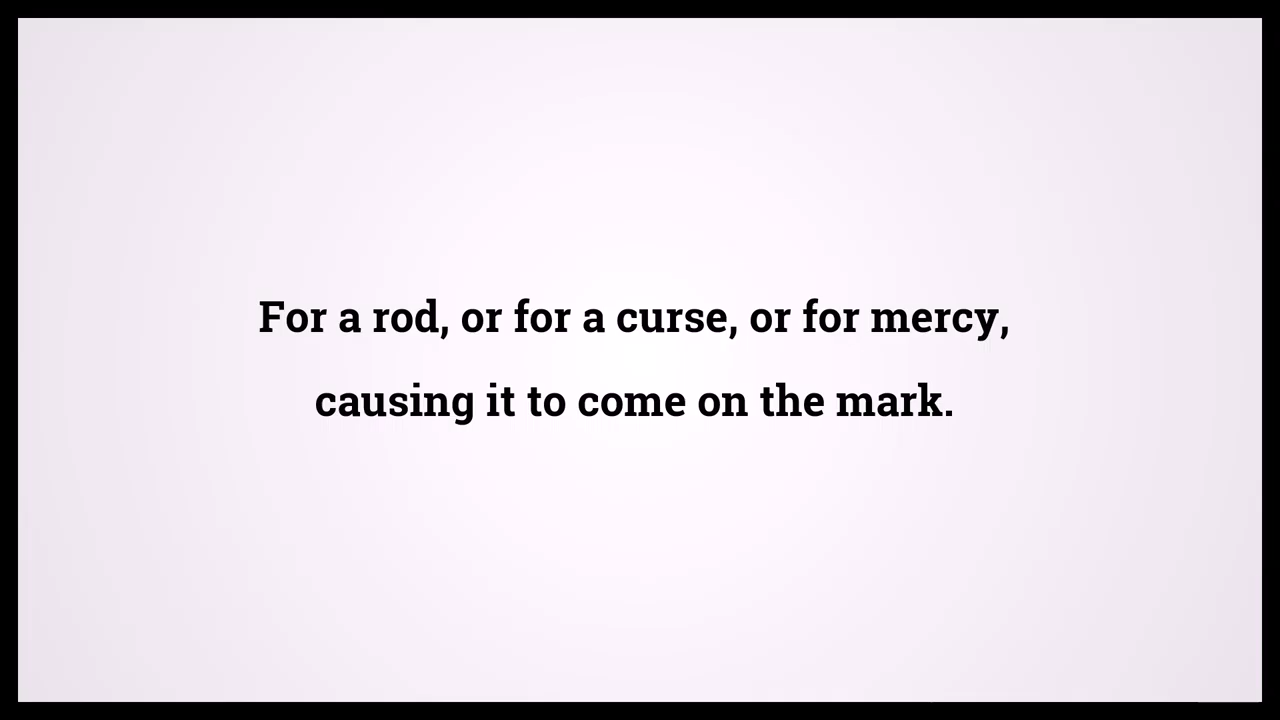 For a rod, or for a curse, or for mercy,
causing it to come on the mark.